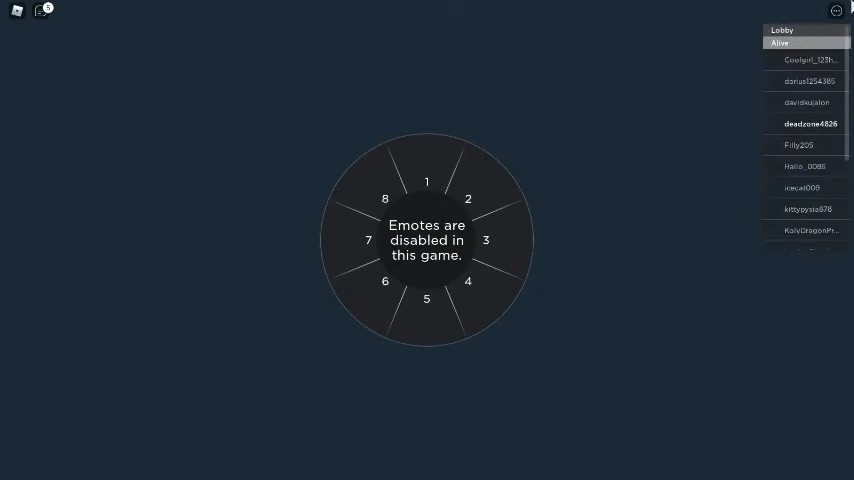 5
Lobby
Alive
Coolgirl_123h...
darius1254385
davidkujalon
deadzone4826
Filly205
Hallo_0086
icecat009
kittypysia678
KolyDragonPr...
1
8
2
Emotes are
7
disabled in
3
this game.
6
4
5